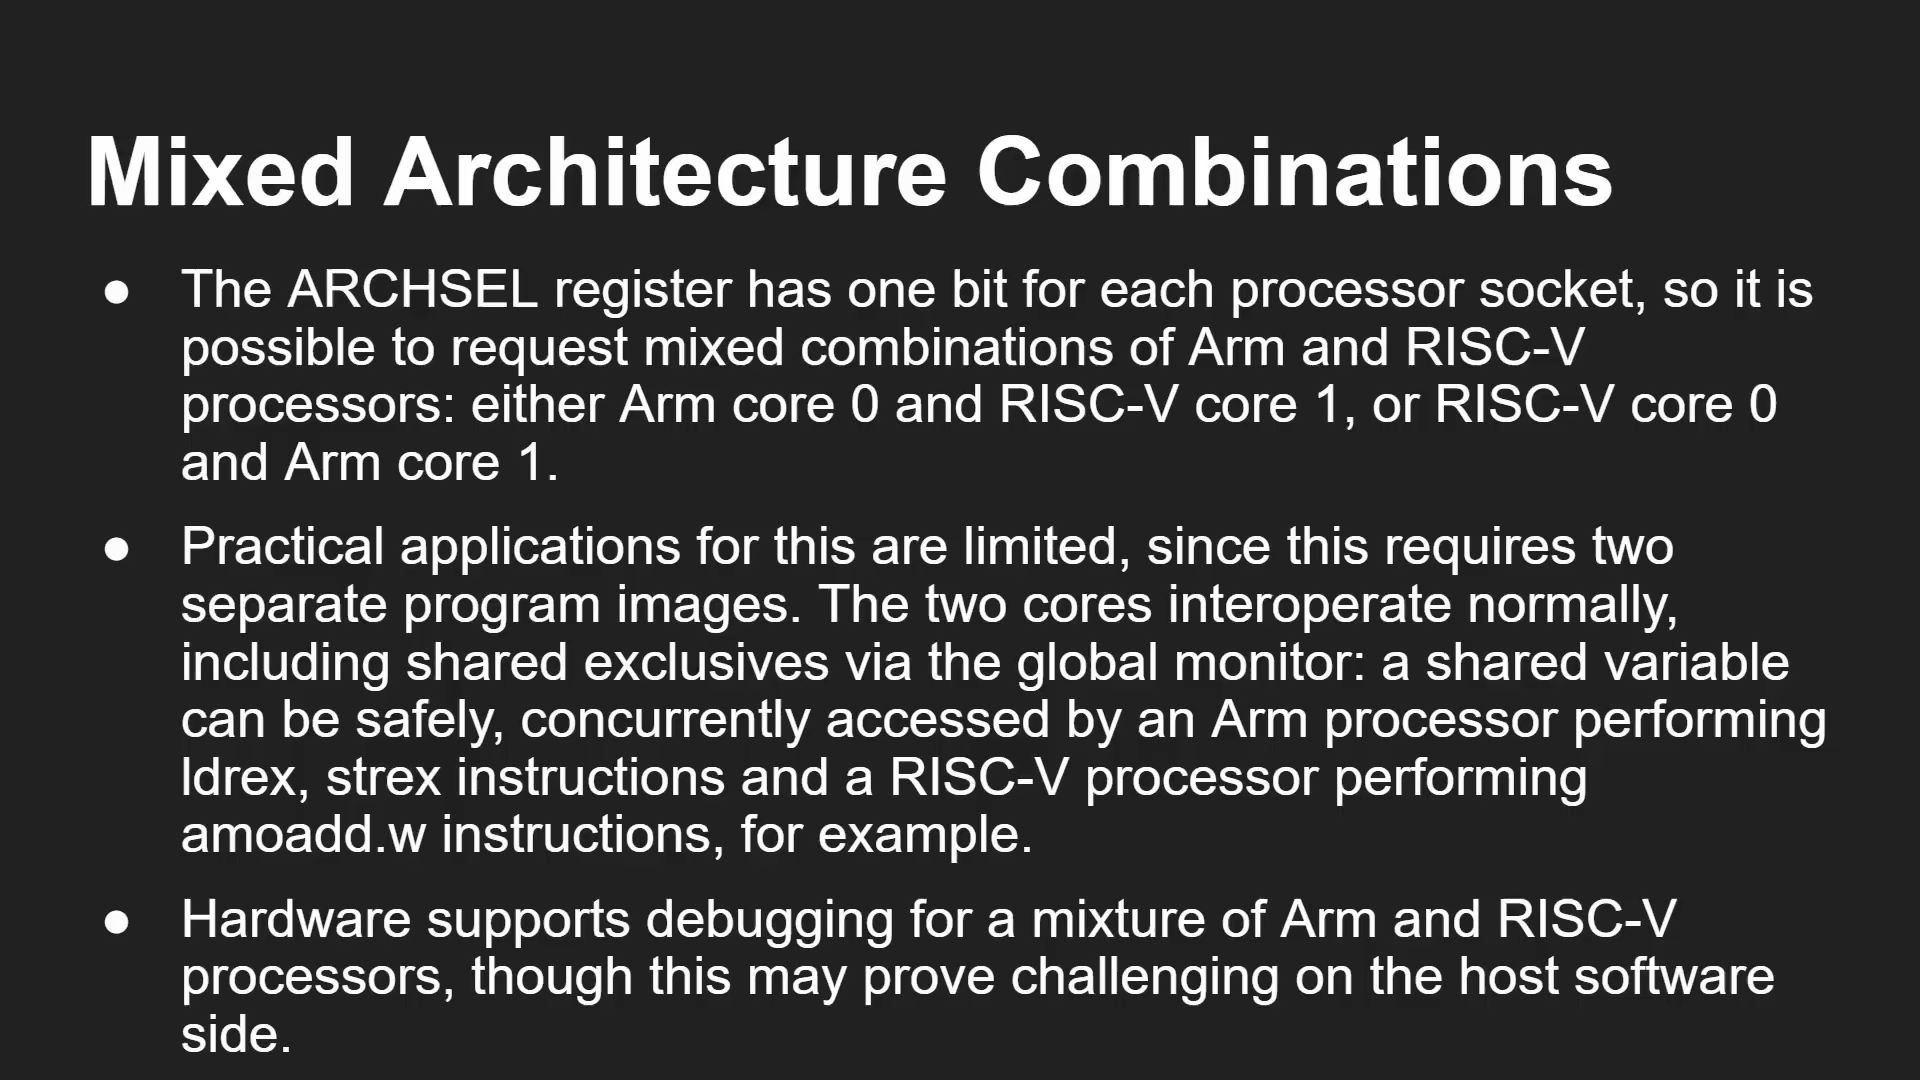 Mixed Architecture Combinations
● The ARCHSEL register has one bit for each processor socket, so it is
possible to request mixed combinations of Arm and RISC-V
processors: either Arm core 0 and RISC-V core 1, or RISC-V core 0
and Arm core 1.
● Practical applications for this are limited, since this requires two
separate program images. The two cores interoperate normally,
including shared exclusives via the global monitor: a shared variable
can be safely, concurrently accessed by an Arm processor performing
ldrex, strex instructions and a RISC-V processor performing
amoadd.w instructions, for example.
● Hardware supports debugging for a mixture of Arm and RISC-V
processors, though this may prove challenging on the host software
side.